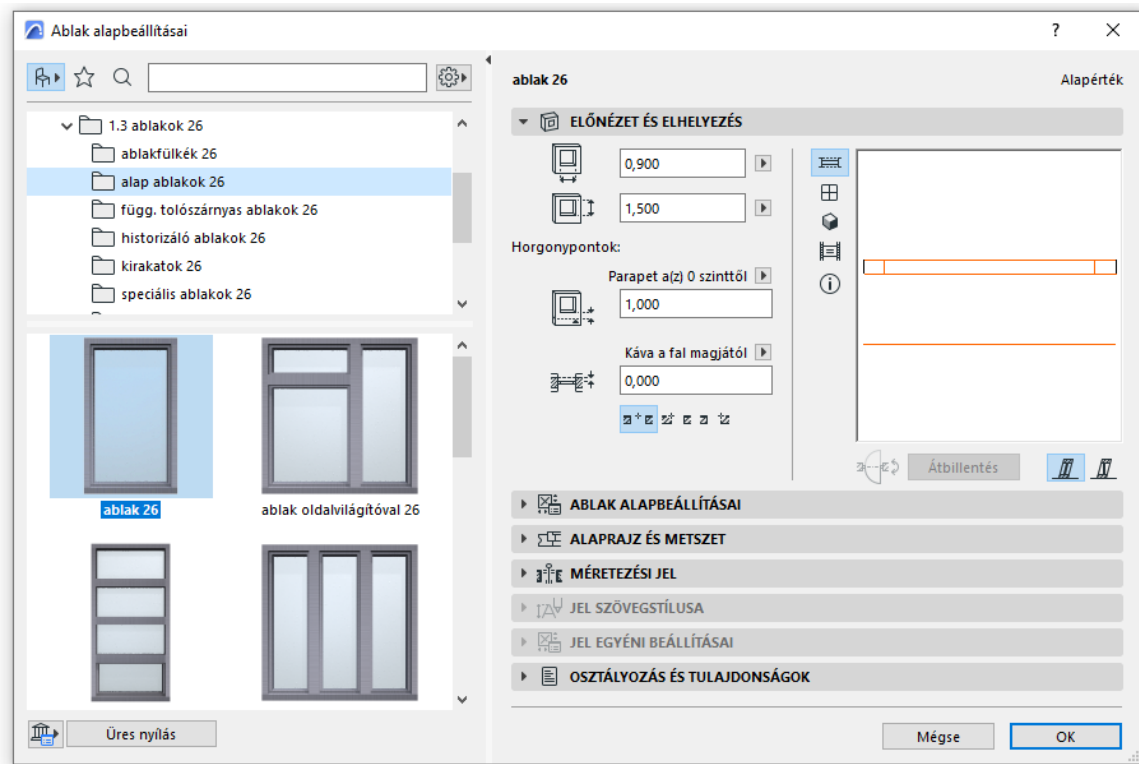 Ablak alapbeállításai
?
1.3 ablakok 26
ablakfülkék 26
alap ablakok 26
függ. tolószárnyas ablakok 26
historizáló ablakok 26
kirakatok 26
speciális ablakok 26
ablak 26
ablak oldalvilágítóval 26
Üres nyílás
ablak 26
Alapérték
ELŐNÉZET ÉS ELHELYEZÉS
0,900
1,500
Horgonypontok:
Parapet a(z) 0 szinttől
1,000
Káva a fal magjától
0,000
Átbillentés
ABLAK ALAPBEÁLLÍTÁSAI
ALAPRAJZ ÉS METSZET
MÉRETEZÉSI JEL
JEL SZÖVEGSTÍLUSA
JEL EGYÉNI BEÁLLÍTÁSAI
OSZTÁLYOZÁS ÉS TULAJDONSÁGOK
Mégse
OK